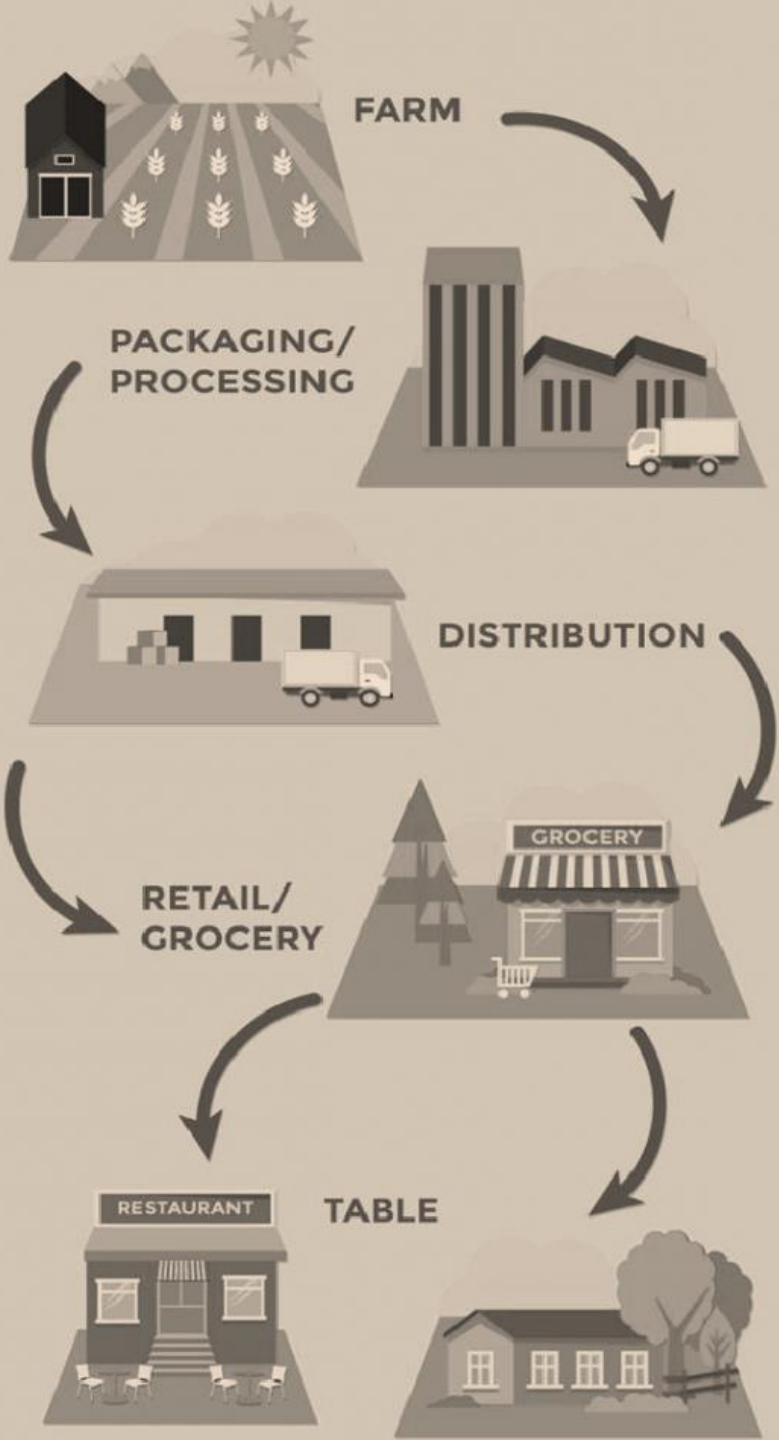 FARM
PACKAGING/
PROCESSING
DISTRIBUTION
GROCERY
RETAIL/
GROCERY
RESTAURANT
TABLE